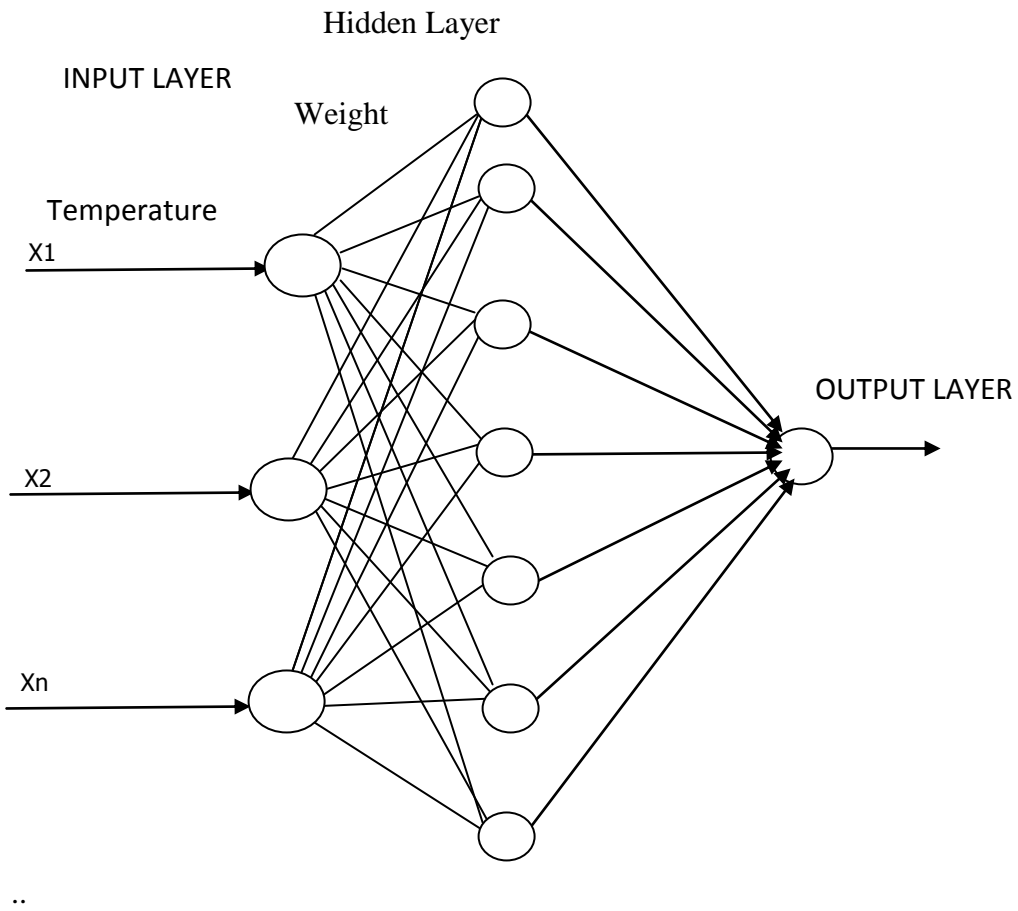 Hidden Layer
INPUT LAYER
Weight
Temperature
X1
OUTPUT LAYER
X2
Xn
..